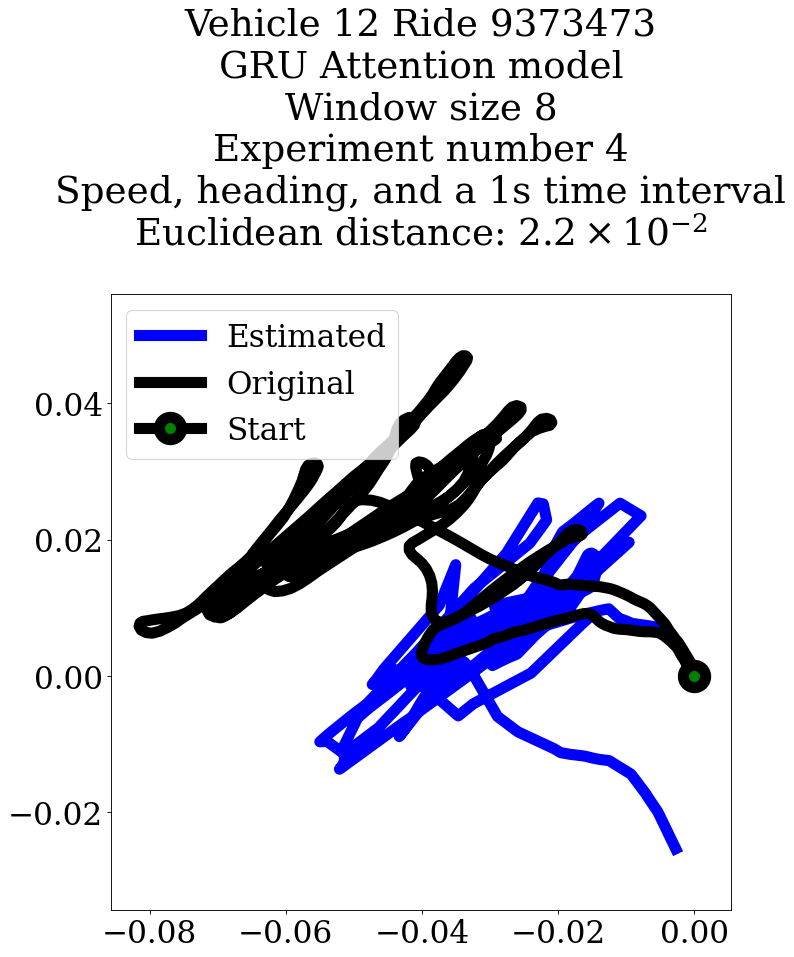 Vehicle 12 Ride 9373473
GRU Attention model
Window size 8
Experiment number 4
Speed, heading, and a 1s time interval
Euclidean distance: 2.2 × 10⁻²
Estimated
Original
Start
0.04
0.02
0.00
−0.02
−0.08
−0.06
−0.04
−0.02
0.00